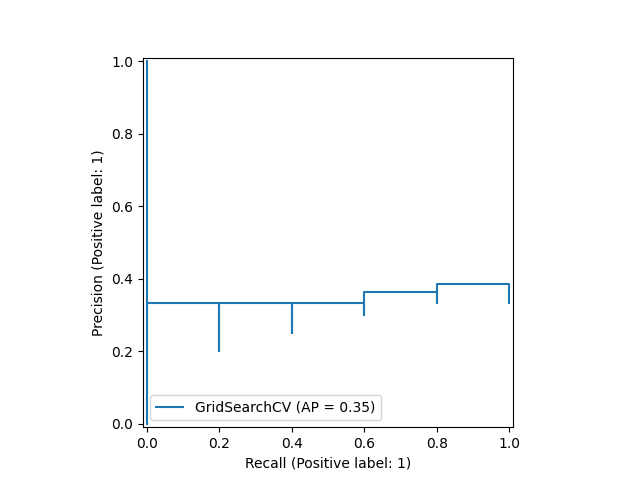 1.0
0.8
0.6
0.4
0.2
0.0
Precision (Positive label: 1)
GridSearchCV (AP = 0.35)
0.0 0.2 0.4 0.6 0.8 1.0
Recall (Positive label: 1)